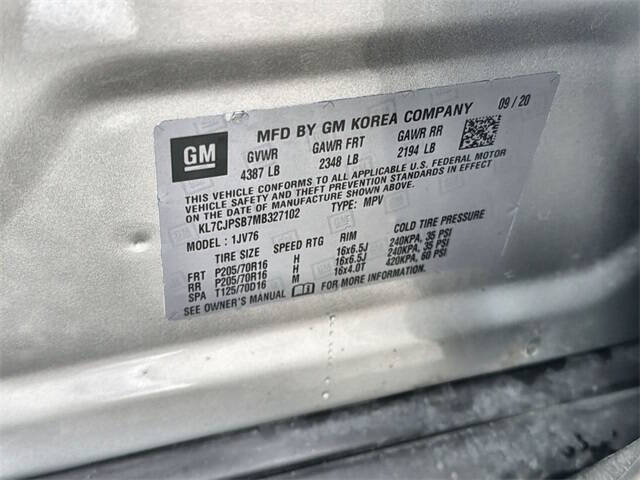 GM
MFD BY GM KOREA COMPANY 09 / 20
GVWR GAWR FRT GAWR RR
4387 LB 2348 LB 2194 LB
THIS VEHICLE CONFORMS TO ALL APPLICABLE U.S. FEDERAL MOTOR
VEHICLE SAFETY AND THEFT PREVENTION STANDARDS IN
EFFECT ON THE DATE OF MANUFACTURE SHOWN ABOVE.
KL7CJPSB7MB327102 TYPE: MPV
MODEL : 1JV76
TIRE SIZE SPEED RTG RIM COLD TIRE PRESSURE
FRT P205/70R16 H 16x6.5J 240KPA, 35 PSI
RR P205/70R16 H 16x6.5J 240KPA, 35 PSI
SPA T125/70D16 M 16x4.0T 420KPA, 60 PSI
SEE OWNER'S MANUAL FOR MORE INFORMATION.